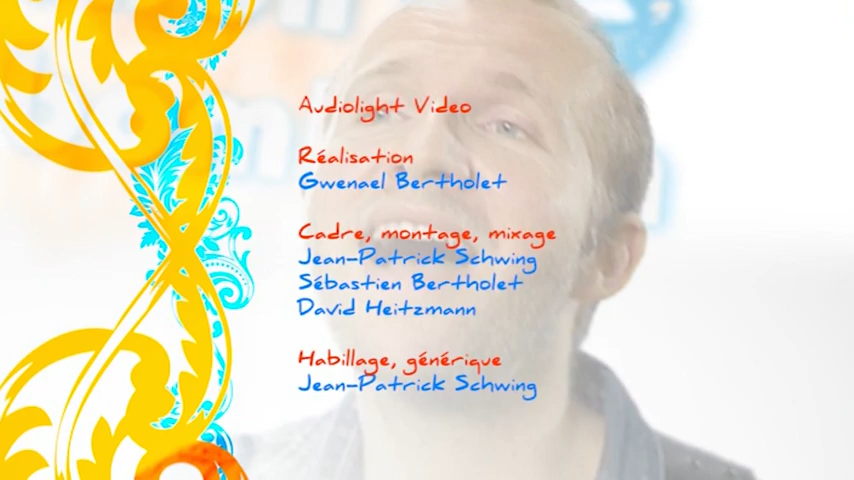 Audiolight Video
Réalisation
Gwenael Bertholet
Cadre, montage, mixage
Jean-Patrick Schwing
Sébastien Bertholet
David Heitzmann
Habillage, générique
Jean-Patrick Schwing